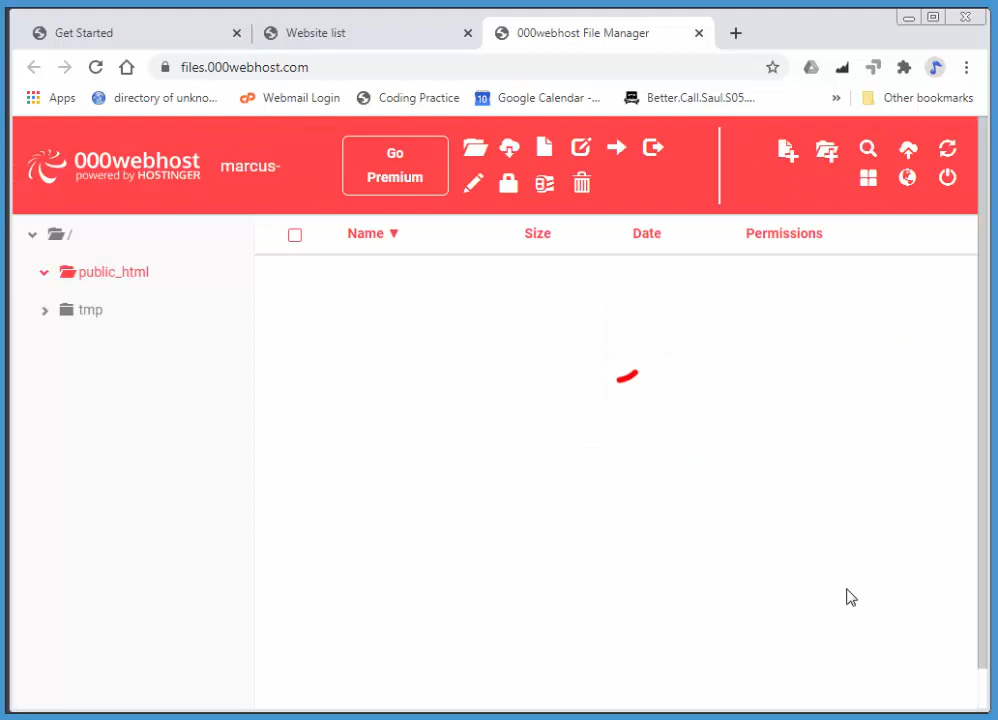 Get Started
Website list
000webhost File Manager
files.000webhost.com
Apps
directory of unkno...
Webmail Login
Coding Practice
10 Google Calendar -...
Better.Call.Saul.S05....
» Other bookmarks
000webhost
powered by HOSTINGER
marcus-
Go
Premium
/
Name ▼ Size Date Permissions
public_html
tmp